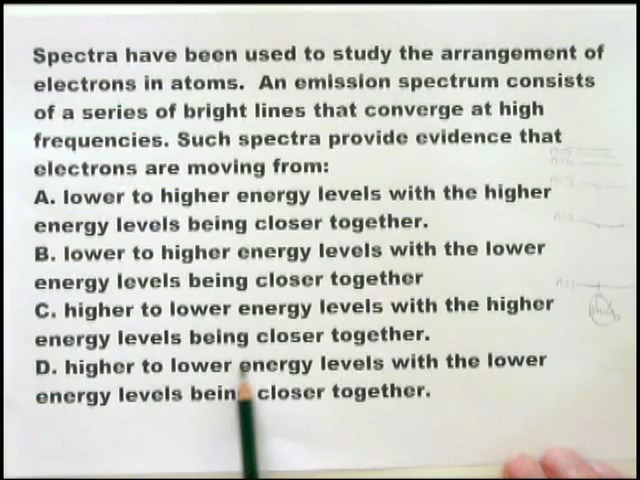 Spectra have been used to study the arrangement of
electrons in atoms. An emission spectrum consists
of a series of bright lines that converge at high
frequencies. Such spectra provide evidence that
electrons are moving from:
A. lower to higher energy levels with the higher
energy levels being closer together.
B. lower to higher energy levels with the lower
energy levels being closer together
C. higher to lower energy levels with the higher
energy levels being closer together.
D. higher to lower energy levels with the lower
energy levels being closer together.